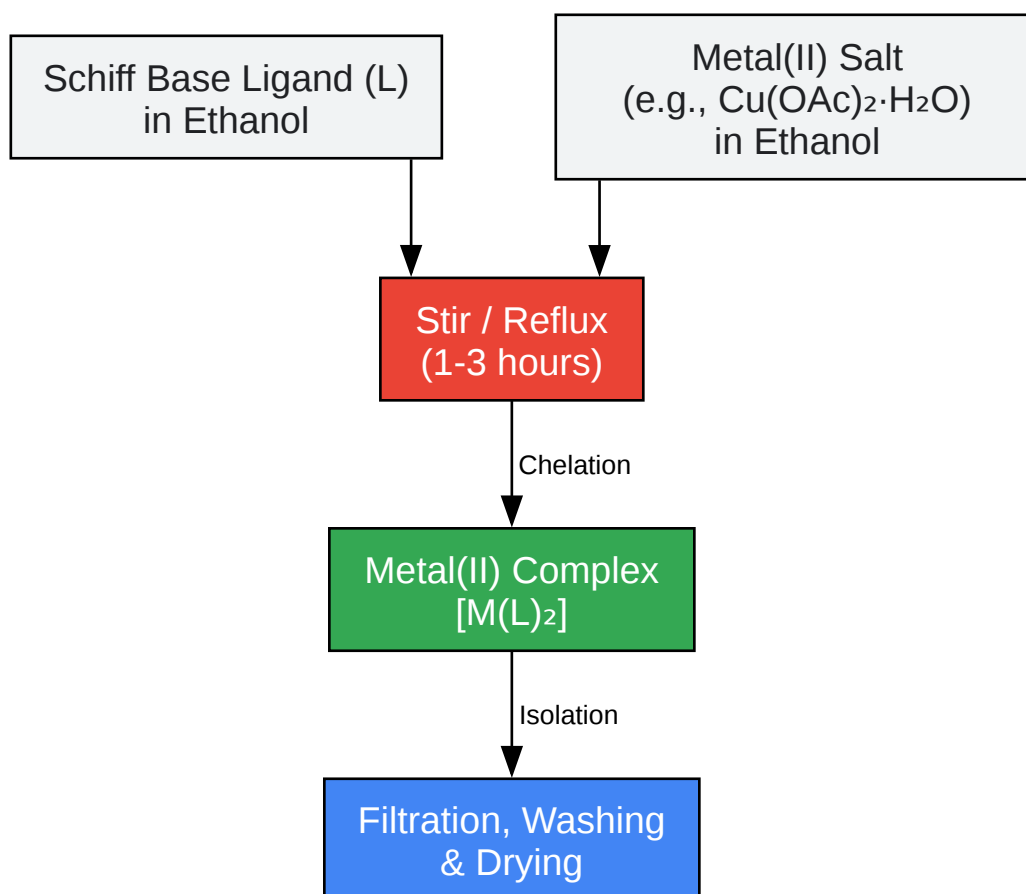 Schiff Base Ligand (L)
in Ethanol
Metal(II) Salt
(e.g., Cu(OAc)₂·H₂O)
in Ethanol
Stir / Reflux
(1-3 hours)
Chelation
Metal(II) Complex
[M(L)₂]
Isolation
Filtration, Washing
& Drying